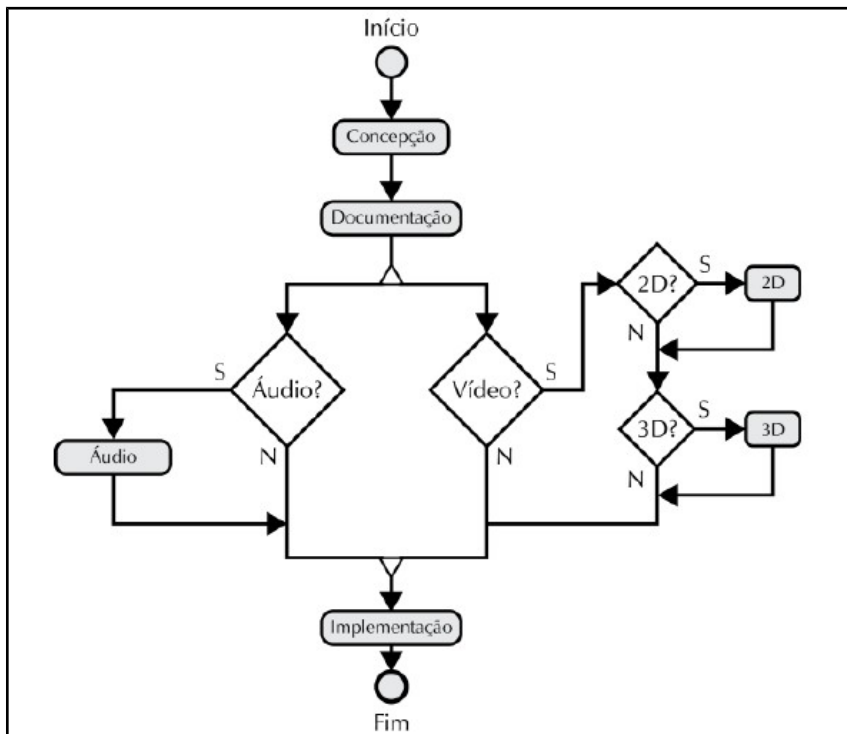 Início
Concepção
Documentação
2D?
S
2D
N
S
Áudio?
Vídeo?
S
3D?
S
3D
Áudio
N
N
N
Implementação
Fim